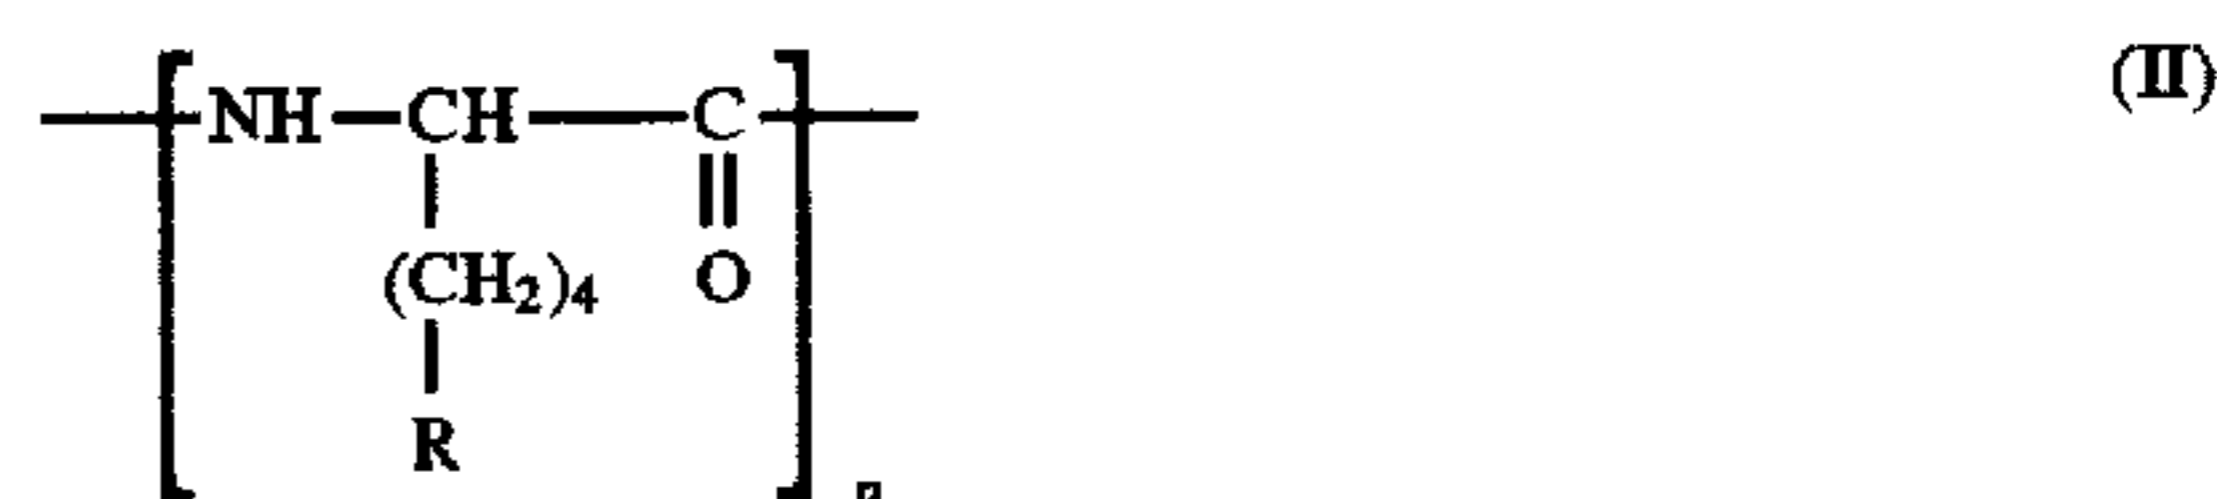 NH CH C (II)
(CH₂)₄ O
R